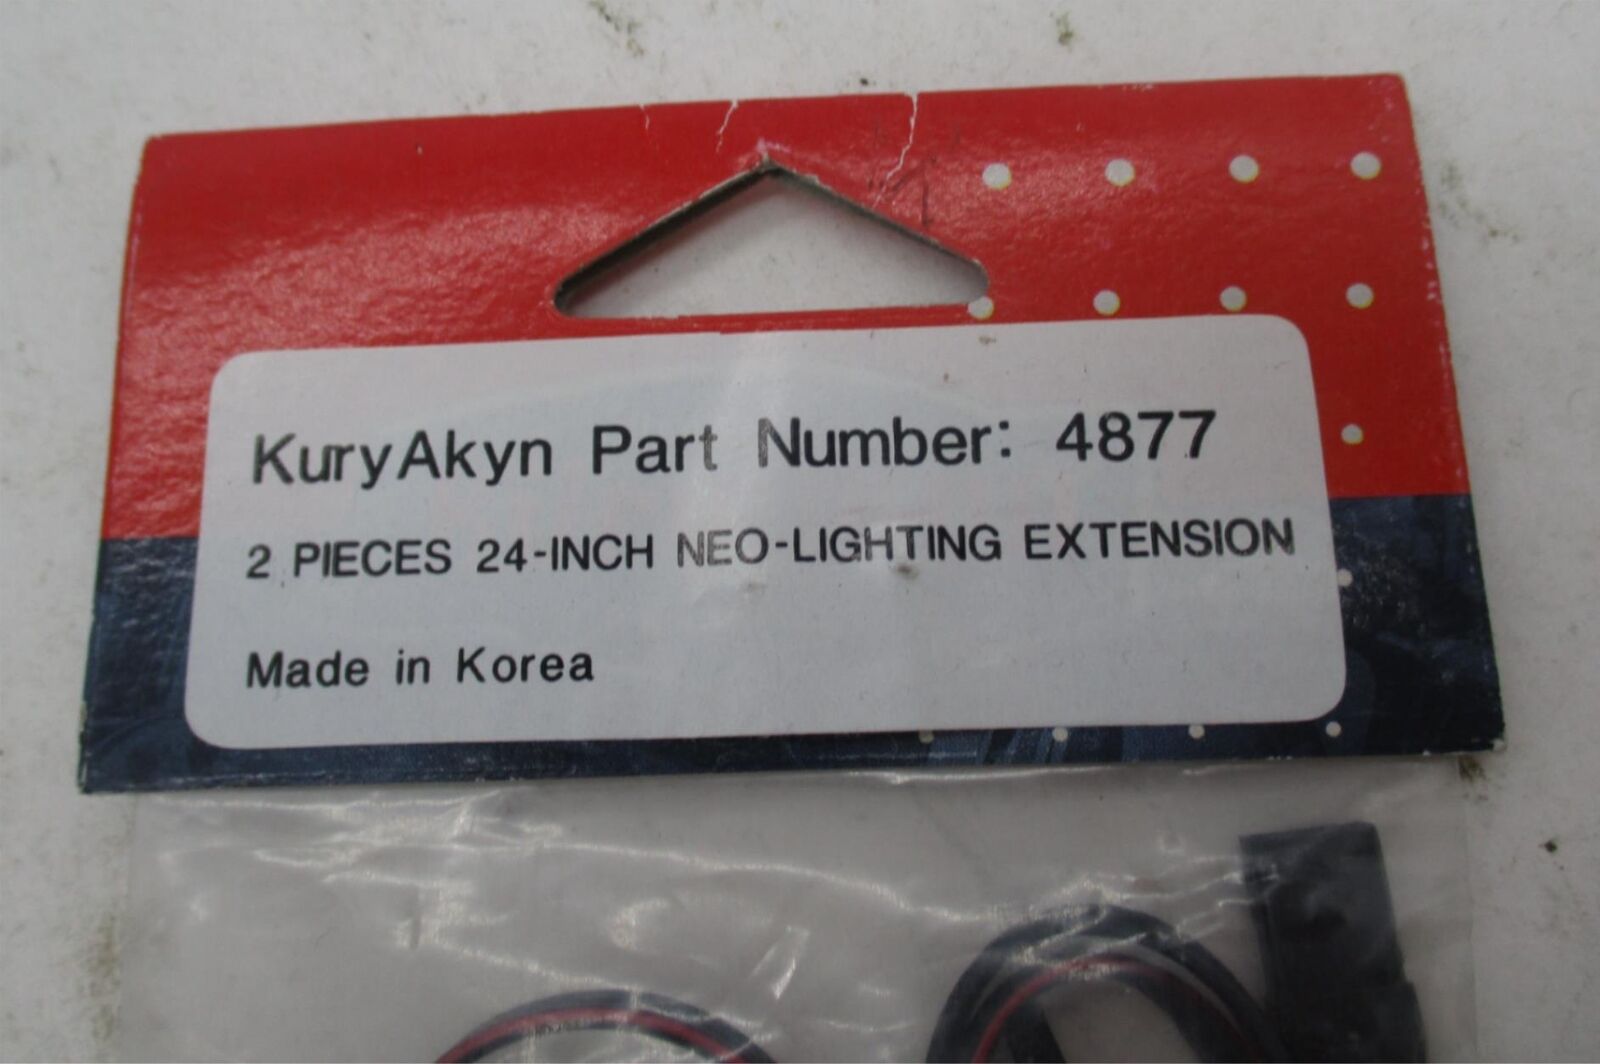 KuryAkyn Part Number: 4877
2 PIECES 24-INCH NEO-LIGHTING EXTENSION
Made in Korea